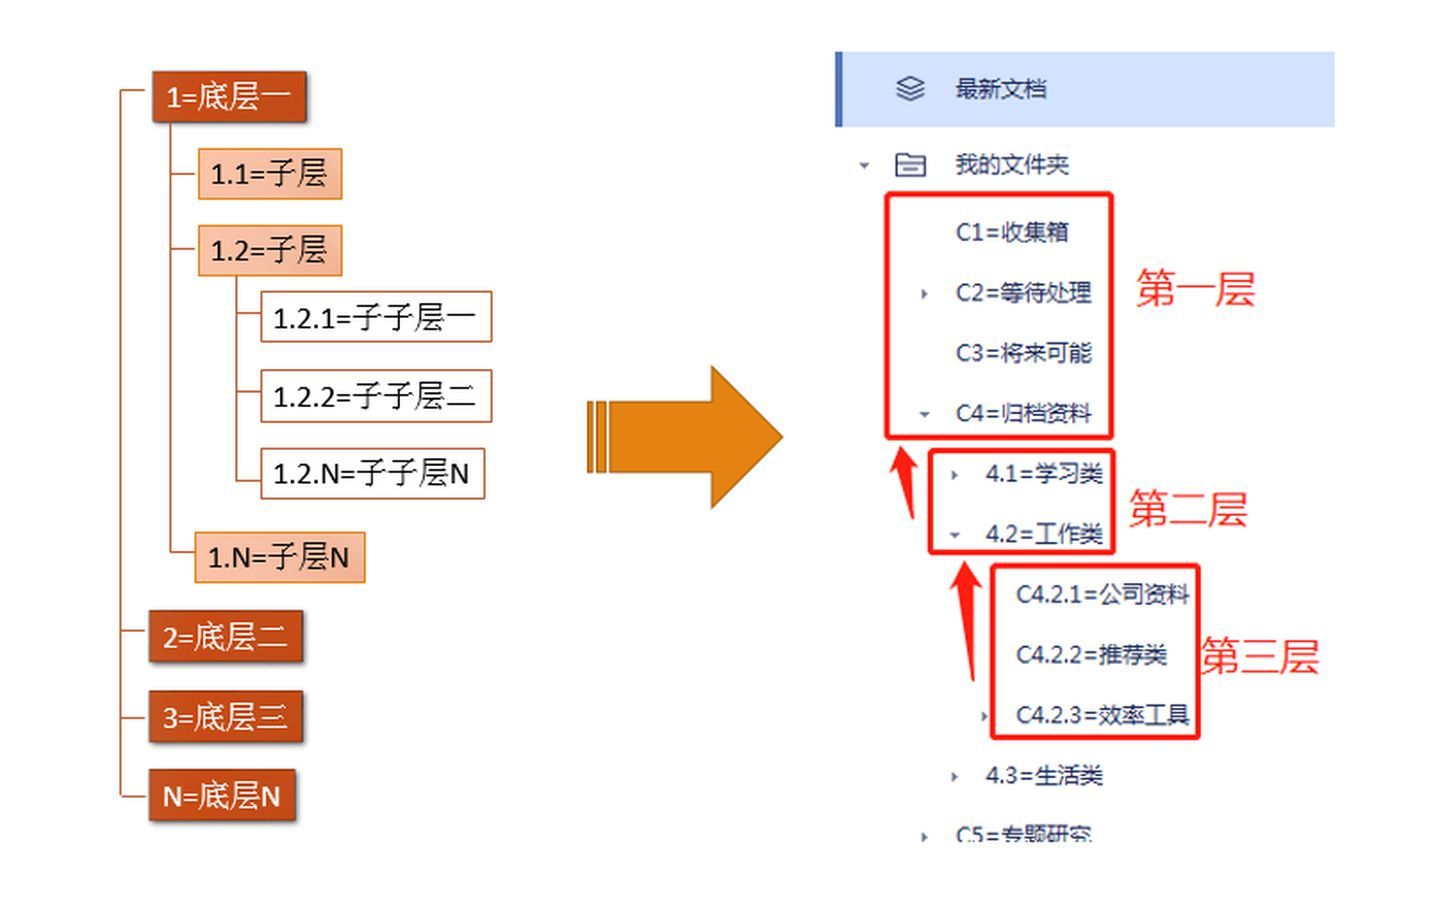 1=底层一
1.1=子层
1.2=子层
1.2.1=子子层一
1.2.2=子子层二
1.2.N=子子层N
1.N=子层N
2=底层二
3=底层三
N=底层N
最新文档
我的文件夹
C1=收集箱
C2=等待处理
C3=将来可能
C4=归档资料
第一层
4.1=学习类
4.2=工作类
第二层
C4.2.1=公司资料
C4.2.2=推荐类
C4.2.3=效率工具
第三层
4.3=生活类
C5=专题研究